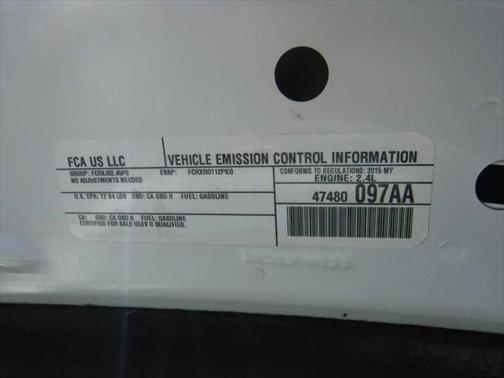 FCA US LLC
VEHICLE EMISSION CONTROL INFORMATION
GROUP: FCRXJ02.45P0 EVAP: FCRXR0112PK0
NO ADJUSTMENTS NEEDED
CONFORMS TO REGULATIONS: 2015 MY
ENGINE: 2.4L
U.S. EPA: T2 B4 LDV OBD: CA OBD II FUEL: GASOLINE
47480 097AA
CA: OBD: CA OBD II FUEL: GASOLINE
CERTIFIED FOR SALE ULEV II QUALIFIED.